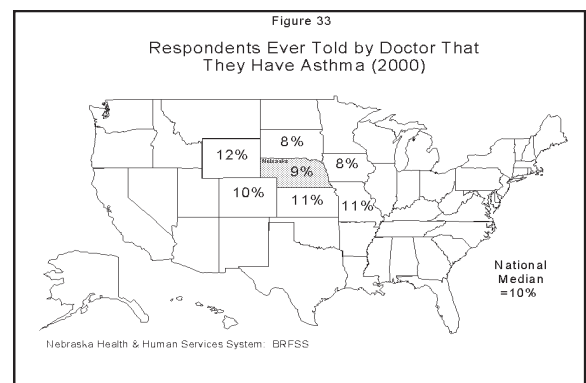 Figure 33
Respondents Ever Told by Doctor That
They Have Asthma (2000)
8%
12%
Nebraska
9%
8%
10%
11%
11%
National
Median
=10%
Nebraska Health & Human Services System: BRFSS